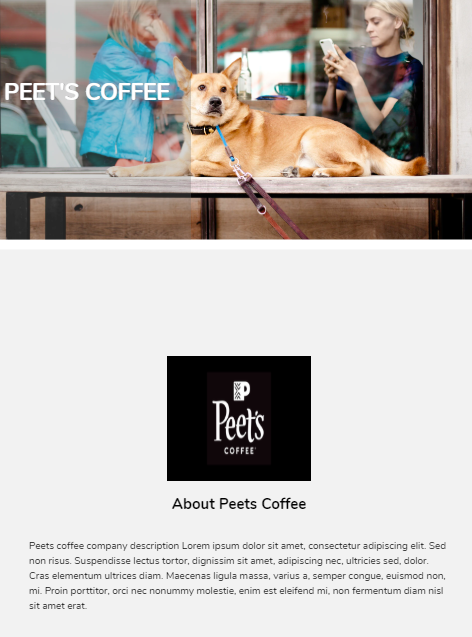 PEET'S COFFEE
P
Peet's
COFFEE
About Peets Coffee
Peets coffee company description Lorem ipsum dolor sit amet, consectetur adipiscing elit. Sed
non risus. Suspendisse lectus tortor, dignissim sit amet, adipiscing nec, ultricies sed, dolor.
Cras elementum ultrices diam. Maecenas ligula massa, varius a, semper congue, euismod non,
mi. Proin porttitor, orci nec nonummy molestie, enim est eleifend mi, non fermentum diam nisl
sit amet erat.